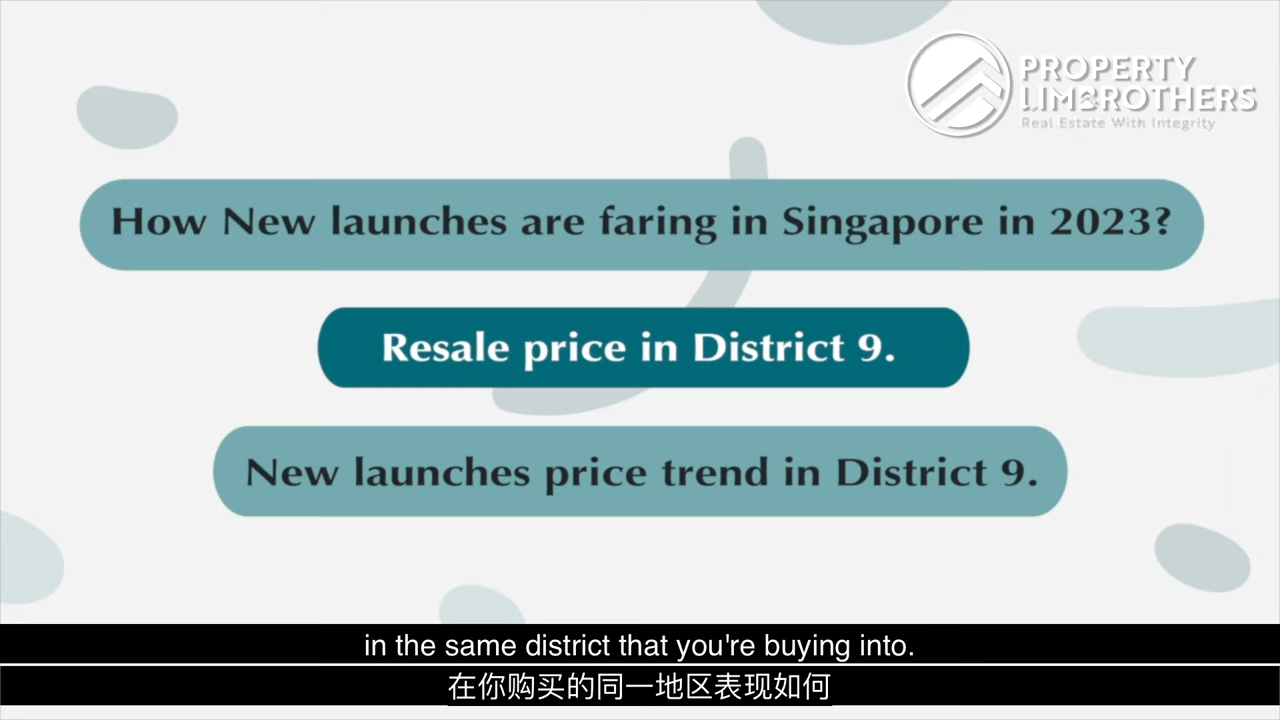 PROPERTY
LIMBROTHERS
Real Estate With Integrity
How New launches are faring in Singapore in 2023?
Resale price in District 9.
New launches price trend in District 9.
in the same district that you're buying into.
在你购买的同一地区表现如何